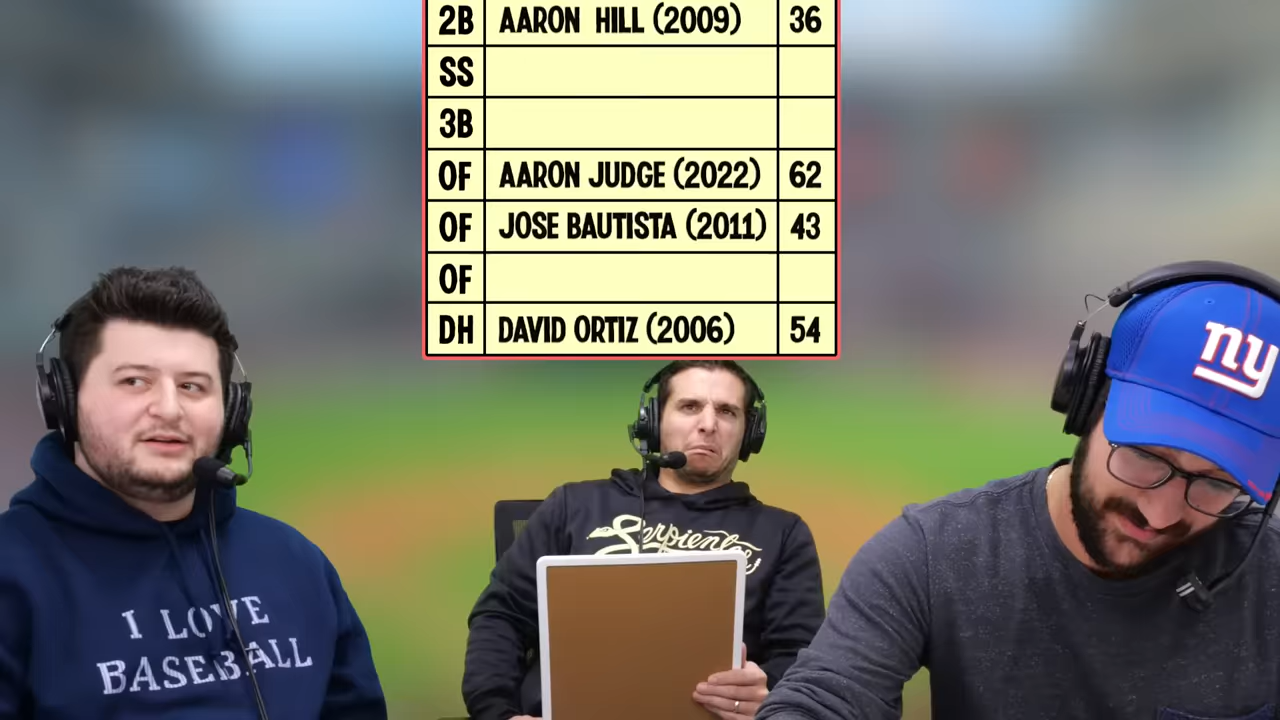 2B AARON HILL (2009) 36
SS
3B
OF AARON JUDGE (2022) 62
OF JOSE BAUTISTA (2011) 43
OF
DH DAVID ORTIZ (2006) 54
ny
Serpientes
I LOVE
BASEBALL